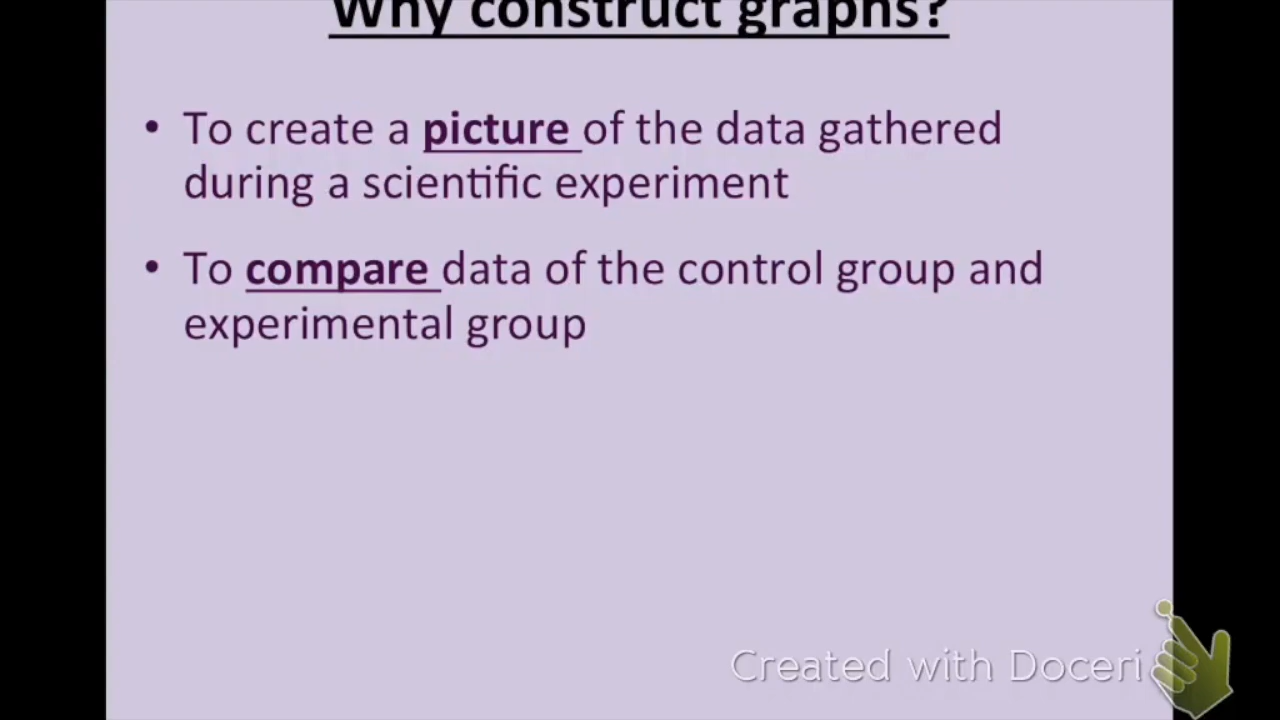 Why construct graphs?
• To create a picture of the data gathered
during a scientific experiment
• To compare data of the control group and
experimental group
Created with Doceri